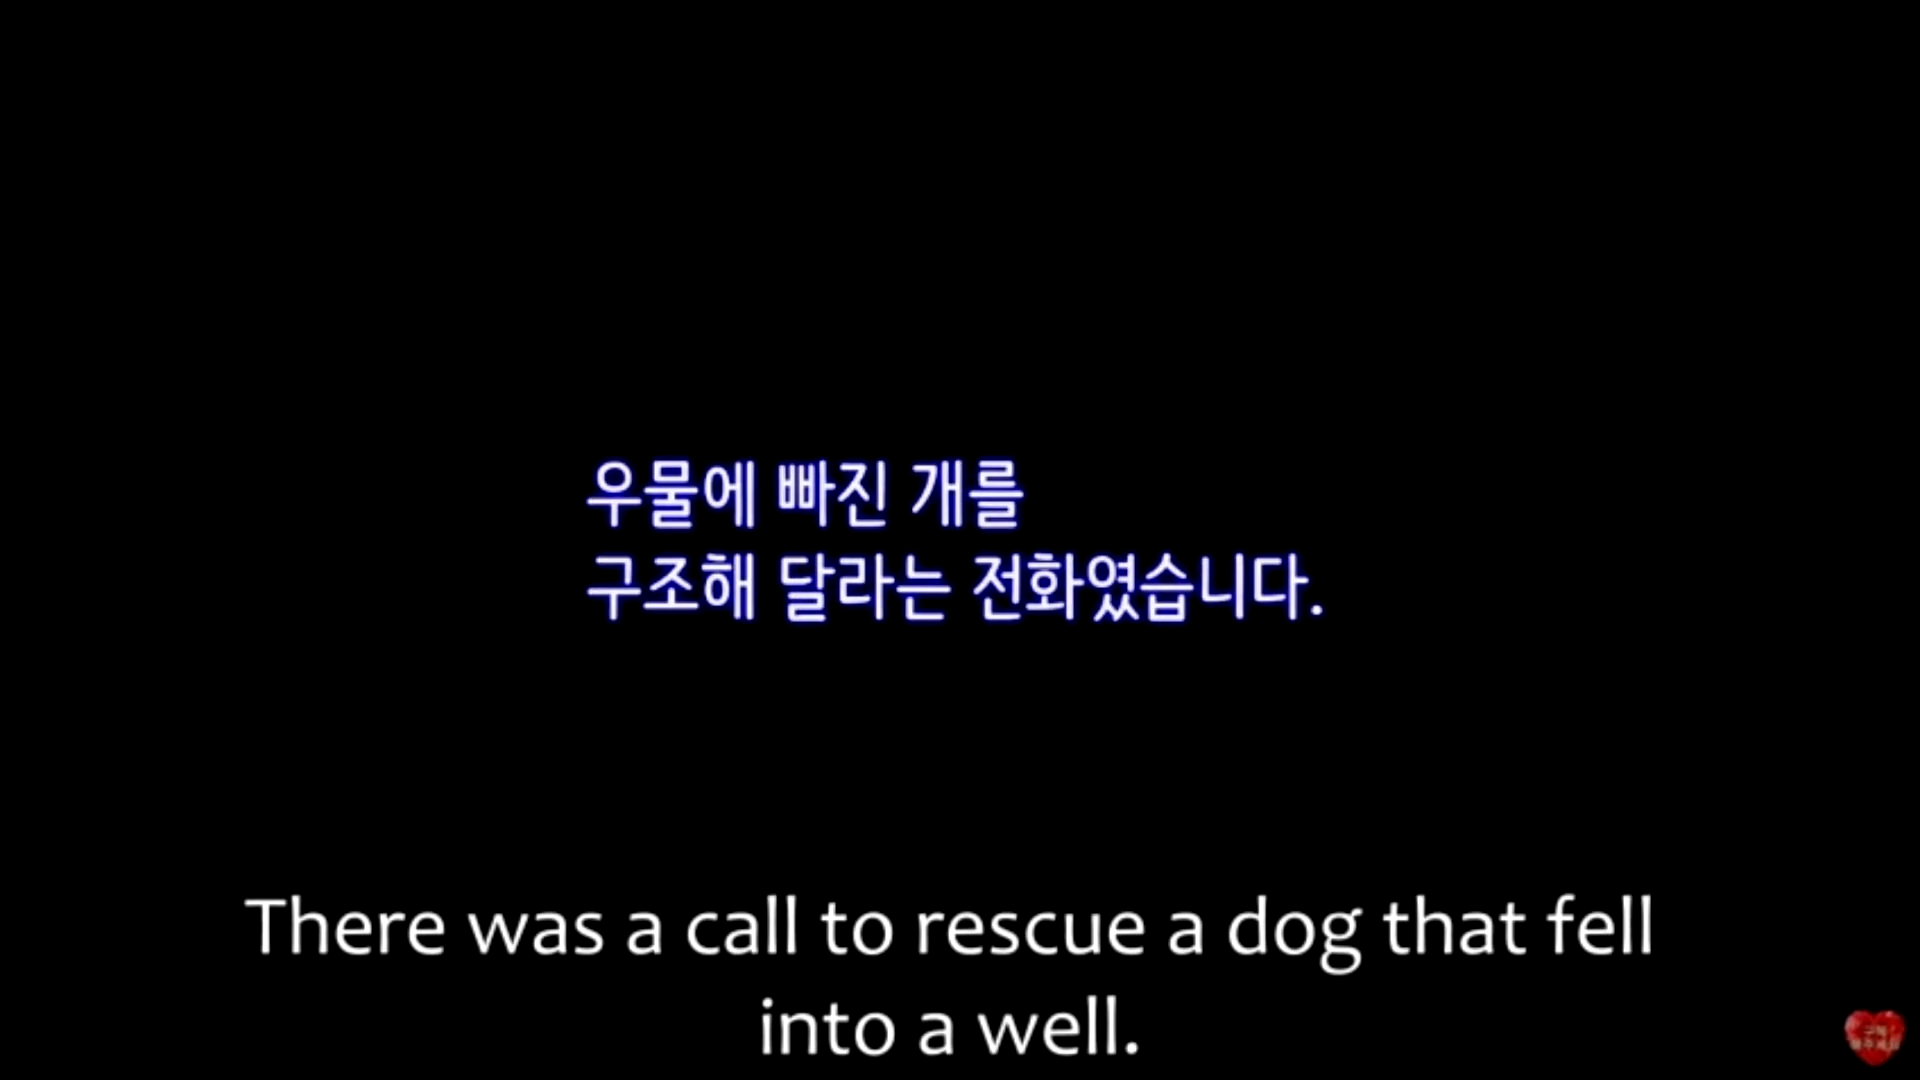 우물에 빠진 개를
구조해 달라는 전화였습니다.
There was a call to rescue a dog that fell
into a well.